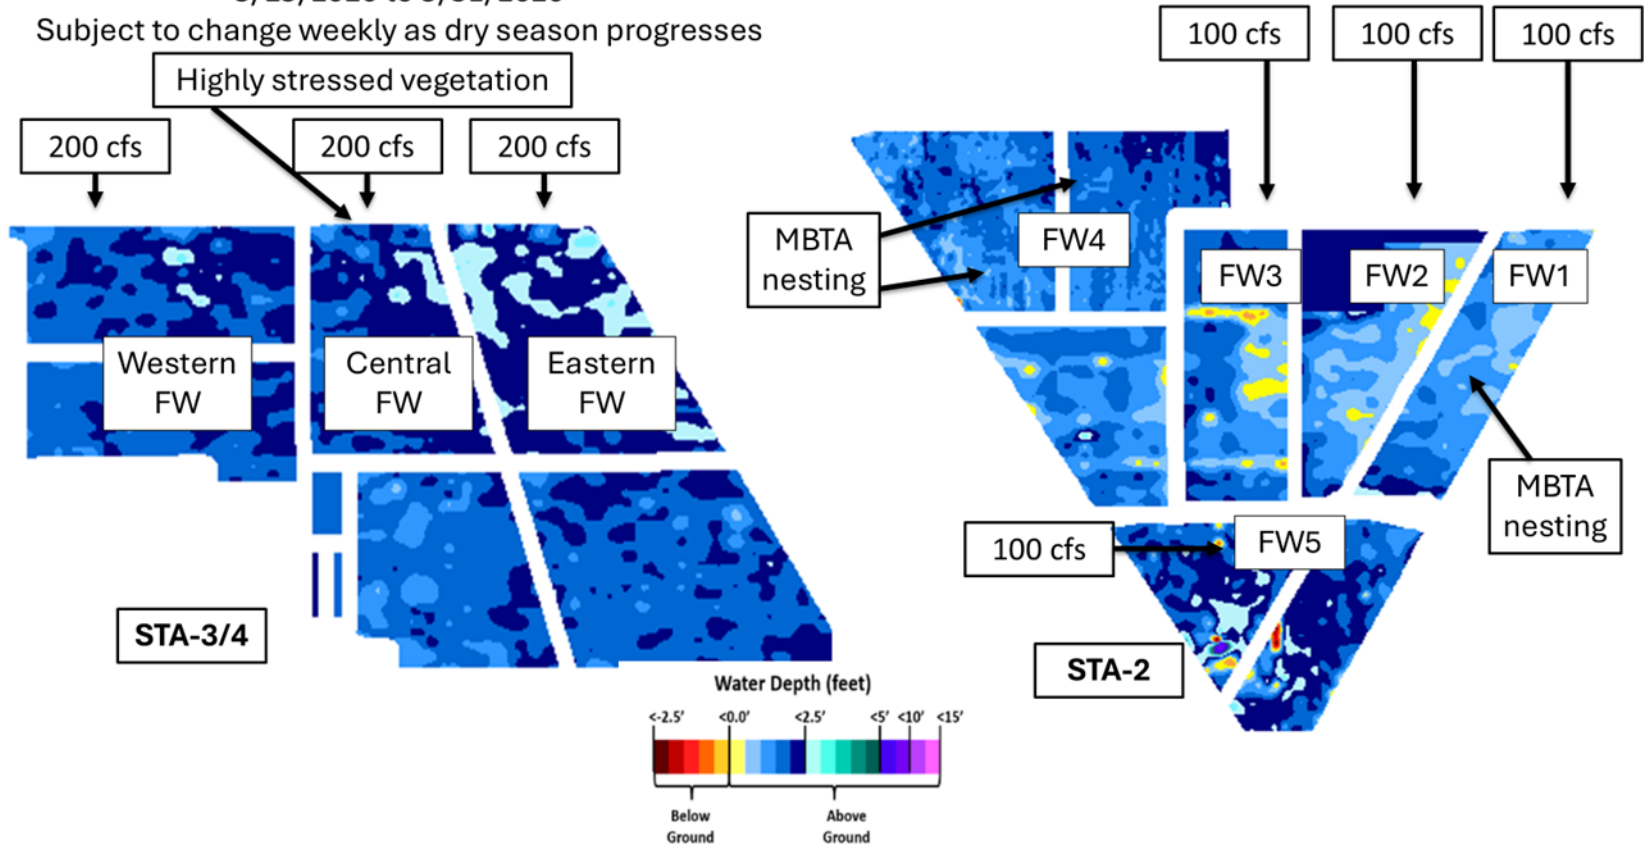 Subject to change weekly as dry season progresses
Highly stressed vegetation
200 cfs
200 cfs
200 cfs
Western
FW
Central
FW
Eastern
FW
STA-3/4
100 cfs
100 cfs
100 cfs
MBTA
nesting
FW4
FW3
FW2
FW1
MBTA
nesting
100 cfs
FW5
STA-2
Water Depth (feet)
<-2.5' <0.0' <2.5' <5' <10' <15'
Below
Ground
Above
Ground